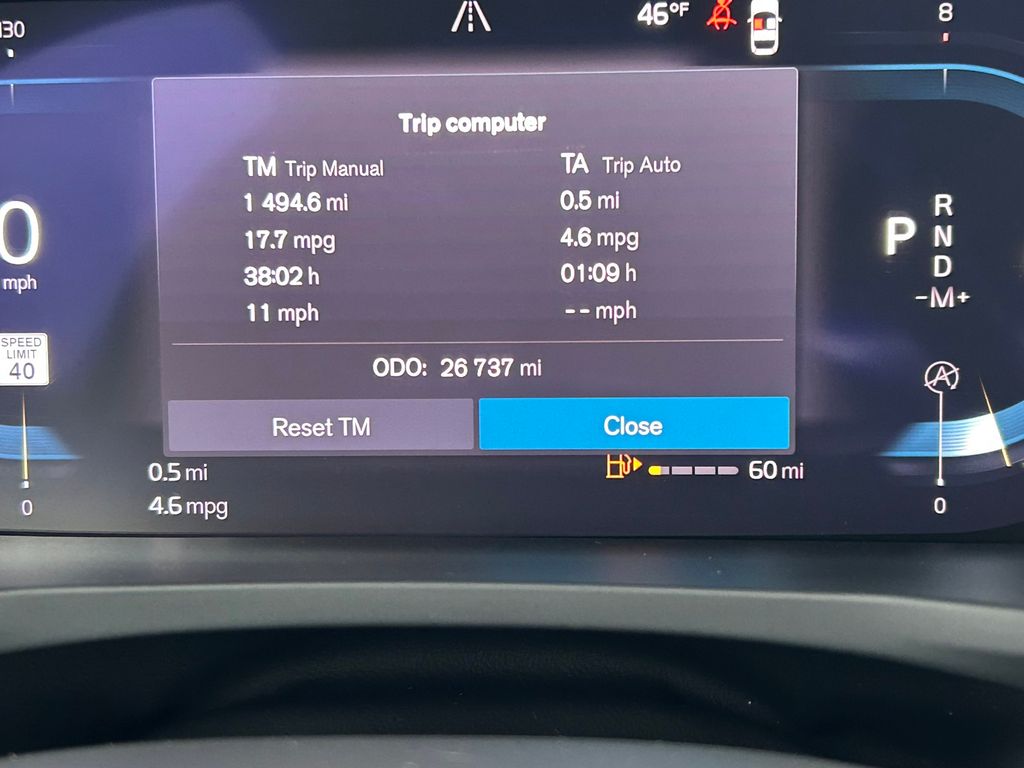 130
46°F
8
Trip computer
TM Trip Manual
1 494.6 mi
17.7 mpg
38:02 h
11 mph
TA Trip Auto
0.5 mi
4.6 mpg
01:09 h
-- mph
ODO: 26 737 mi
Reset TM
Close
0
mph
SPEED
LIMIT
40
0
P
R
N
D
-M+
A
0
0.5 mi
4.6 mpg
60 mi